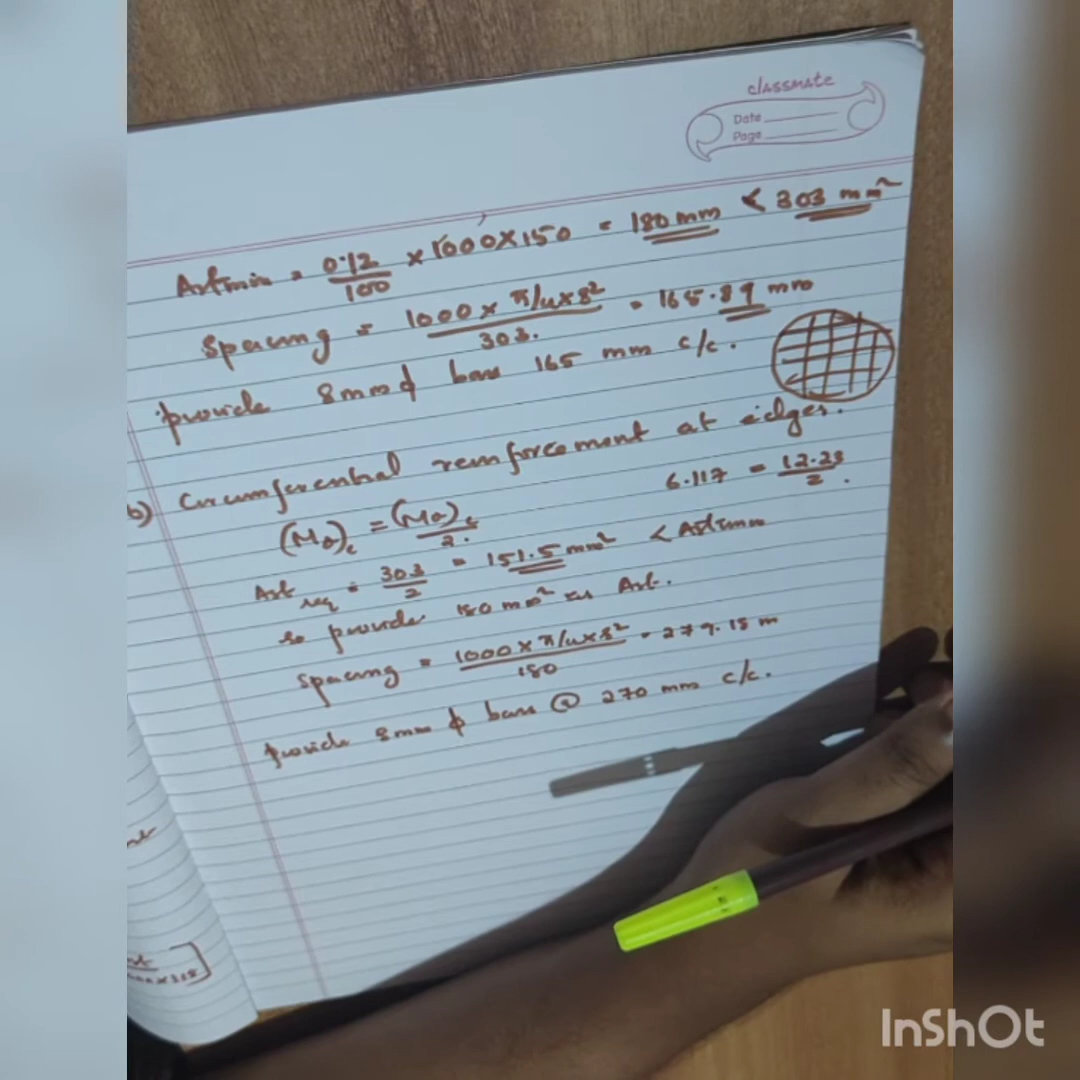 classmate
Date
Page
Astmin = 0.12/100 × 1000 × 150 = 180 mm < 303 mm²
Spacing = 1000 × π/4 × 8² / 303. = 165.89 mm
provide 8mm ϕ bars 165 mm c/c.
b) Circumferential reinforcement at edges.
(Mθ)c = (Mθ)c / 2. 6.117 = 12.23/2.
Ast req = 303/2 = 151.5 mm² < Astmin
so provide 180 mm² as Ast.
Spacing = 1000 × π/4 × 8² / 180 = 279.15 m
provide 8mm ϕ bars @ 270 mm c/c.
InShOt